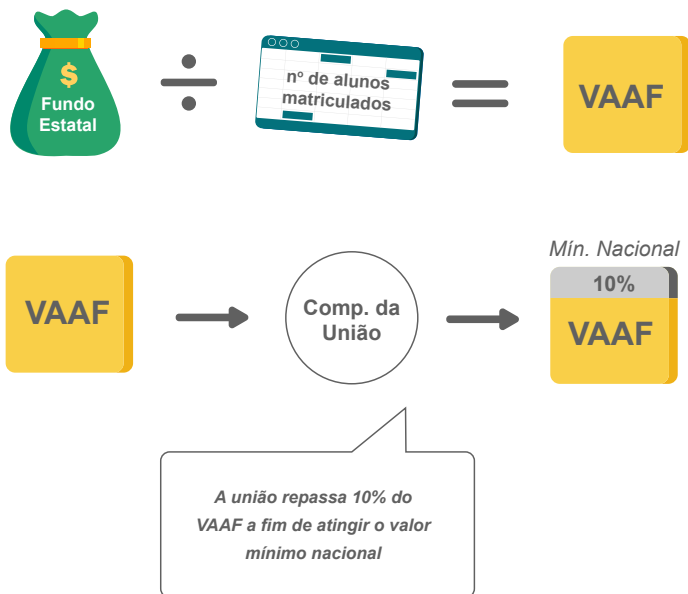 $
Fundo
Estatal
nº de alunos
matriculados
VAAF
VAAF
Comp. da
União
Mín. Nacional
10%
VAAF
A união repassa 10% do
VAAF a fim de atingir o valor
mínimo nacional